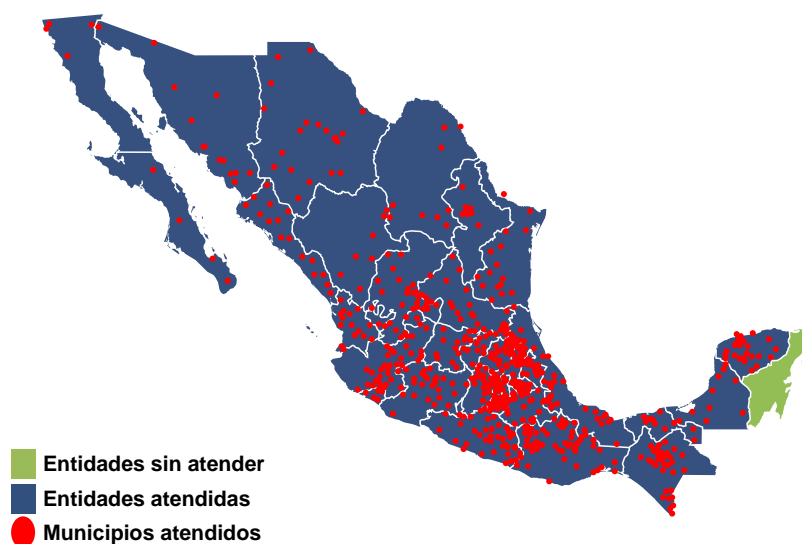 Entidades sin atender
Entidades atendidas
Municipios atendidos